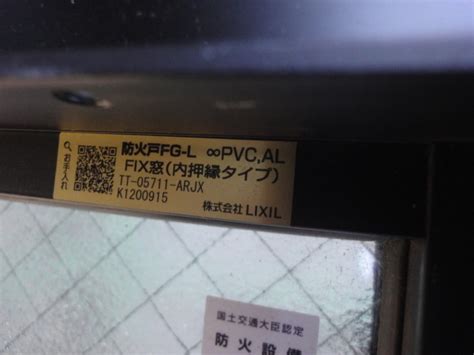 お手入れ
防火戸FG-L ∞PVC,AL
FIX窓(内押縁タイプ)
TT-05711-ARJX
K1200915
株式会社 LIXIL
国土交通大臣認定
防火設備